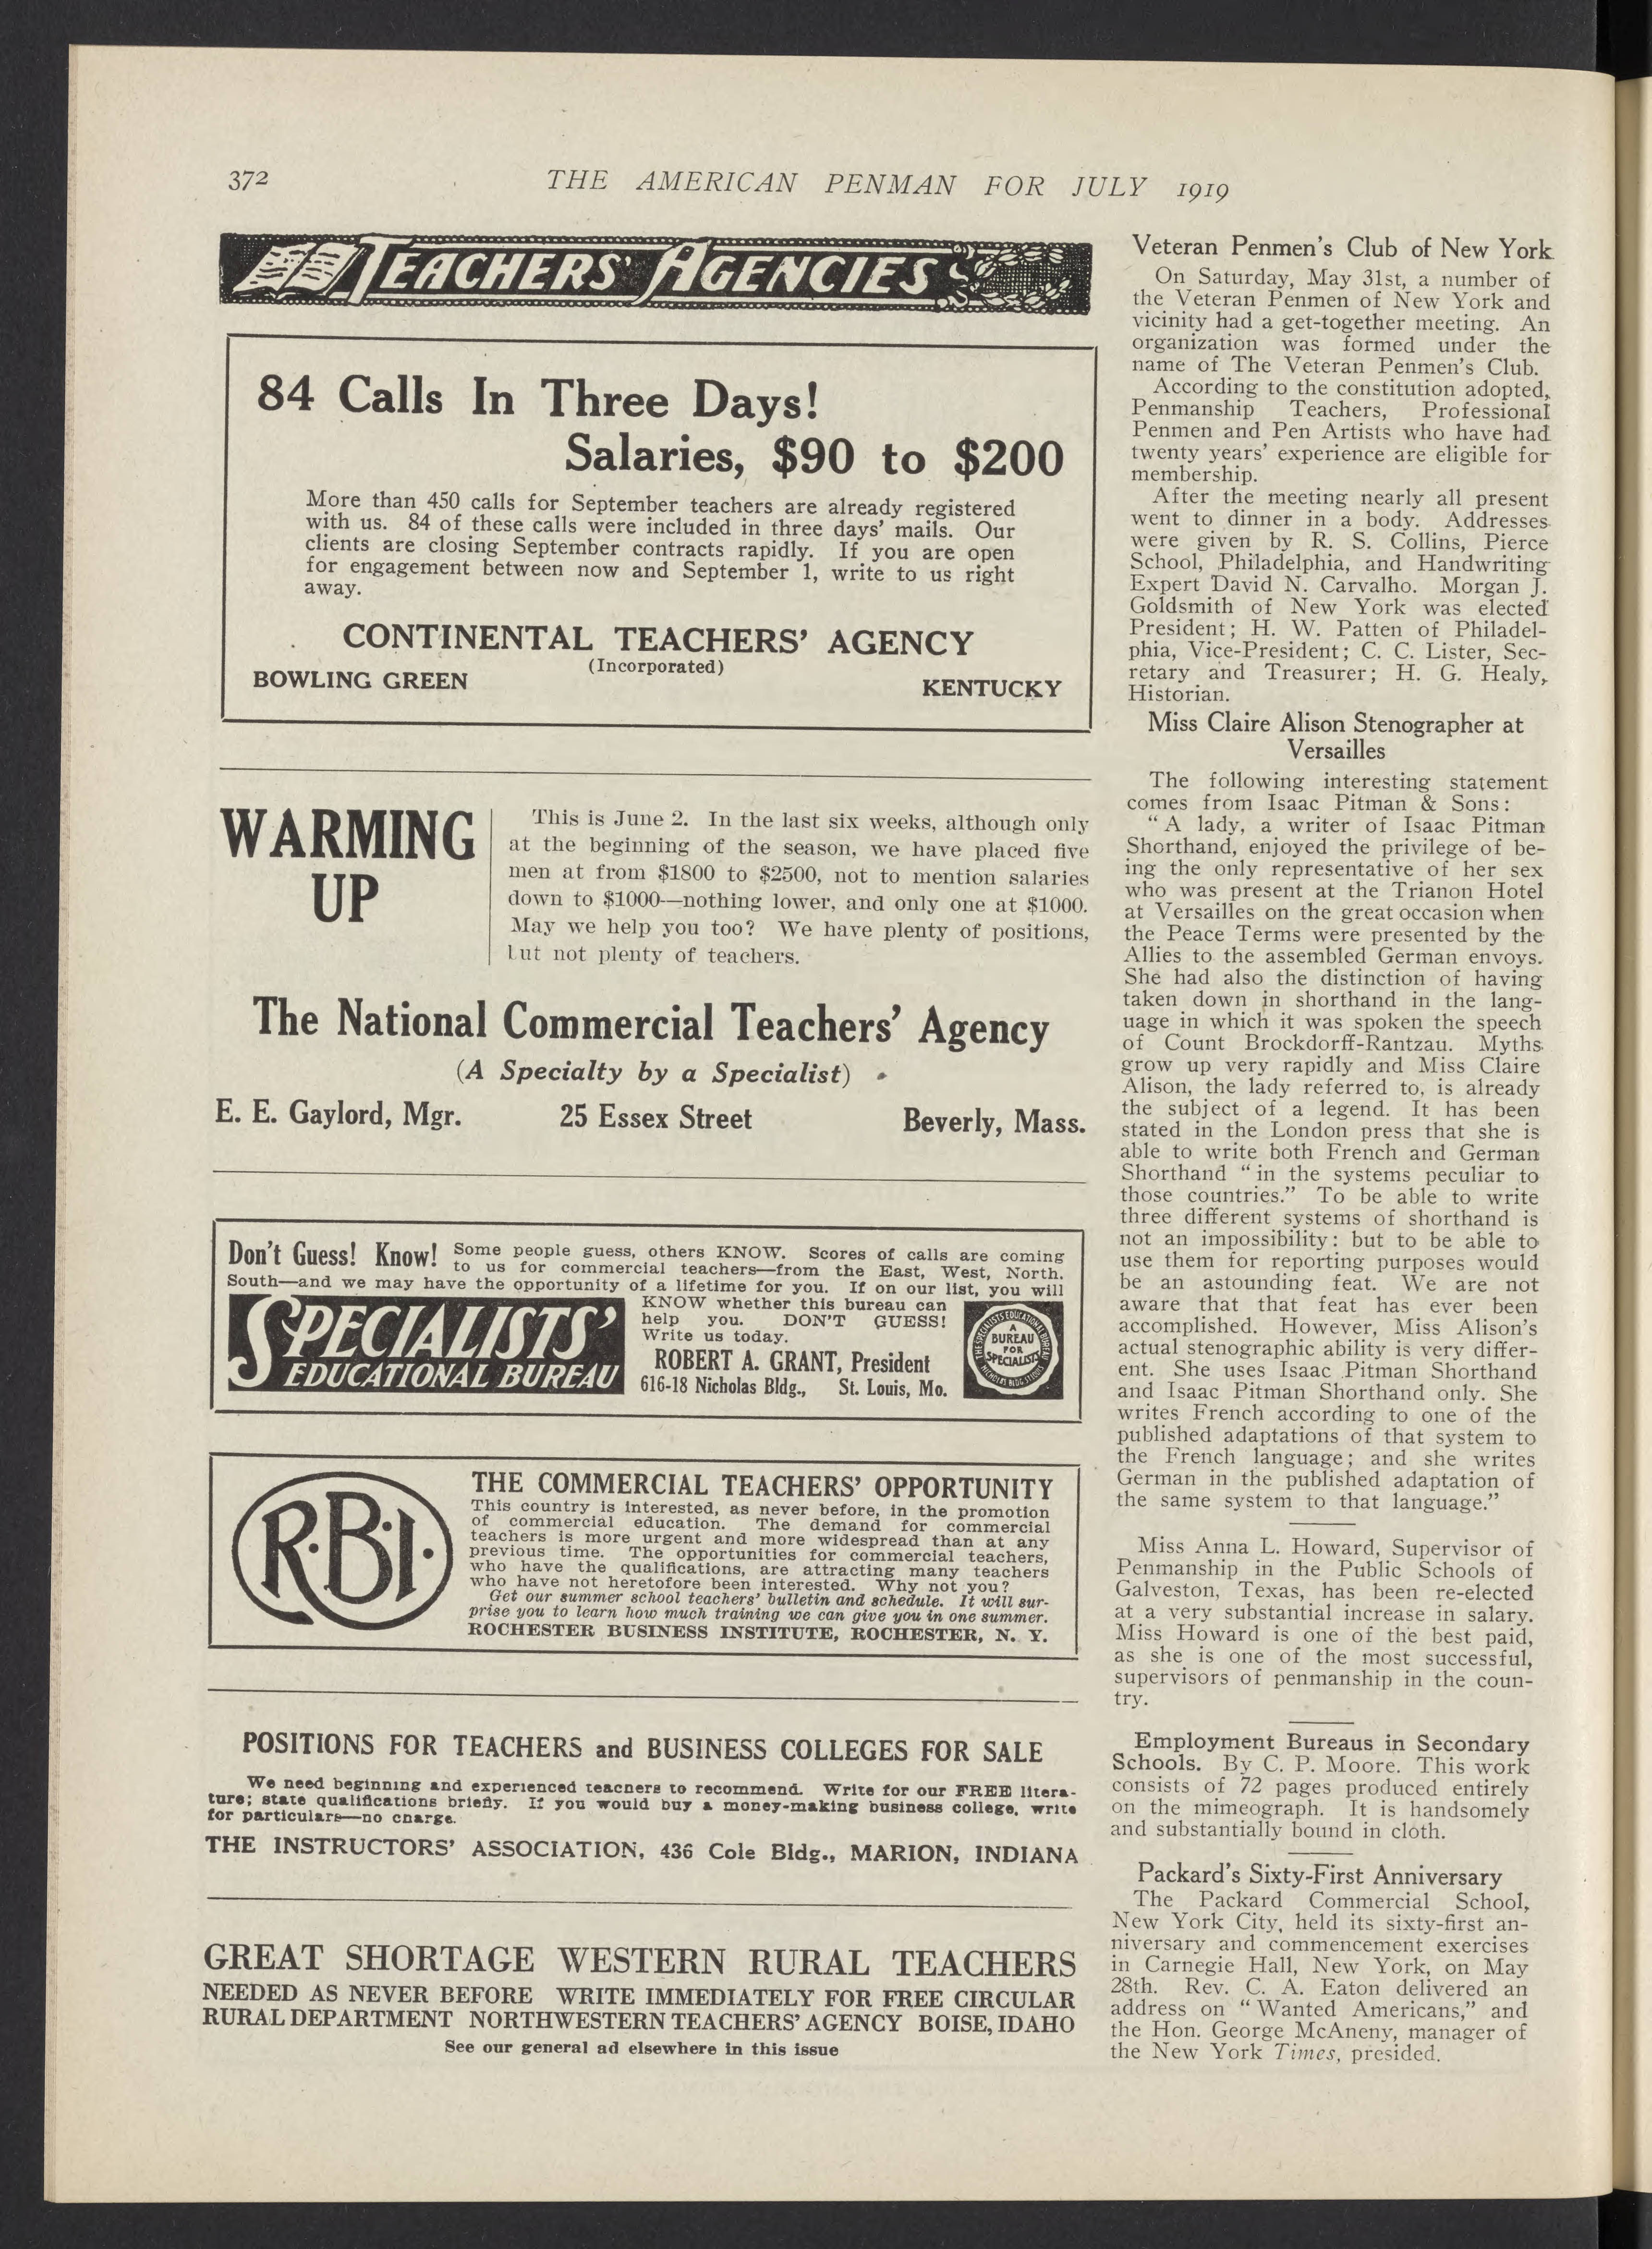 372
THE AMERICAN PENMAN FOR JULY 1919
TEACHERS' AGENCIES
84 Calls In Three Days!
Salaries, $90 to $200
More than 450 calls for September teachers are already registered
with us. 84 of these calls were included in three days' mails. Our
clients are closing September contracts rapidly. If you are open
for engagement between now and September 1, write to us right
away.
CONTINENTAL TEACHERS' AGENCY
(Incorporated)
BOWLING GREEN
KENTUCKY
WARMING
UP
This is June 2. In the last six weeks, although only
at the beginning of the season, we have placed five
men at from $1800 to $2500, not to mention salaries
down to $1000—nothing lower, and only one at $1000.
May we help you too? We have plenty of positions,
but not plenty of teachers.
The National Commercial Teachers' Agency
(A Specialty by a Specialist)
E. E. Gaylord, Mgr. 25 Essex Street Beverly, Mass.
Don't Guess! Know! Some people guess, others KNOW. Scores of calls are coming
to us for commercial teachers—from the East, West, North.
South—and we may have the opportunity of a lifetime for you. If on our list, you will
KNOW whether this bureau can
help you. DON'T GUESS!
Write us today.
ROBERT A. GRANT, President
616-18 Nicholas Bldg., St. Louis, Mo.
SPECIALISTS'
EDUCATIONAL BUREAU
THE SPECIALISTS EDUCATIONAL BUREAU
A
BUREAU
FOR
SPECIALISTS
NICHOLAS BLDG ST LOUIS
R.B.I.
THE COMMERCIAL TEACHERS' OPPORTUNITY
This country is interested, as never before, in the promotion
of commercial education. The demand for commercial
teachers is more urgent and more widespread than at any
previous time. The opportunities for commercial teachers,
who have the qualifications, are attracting many teachers
who have not heretofore been interested. Why not you?
Get our summer school teachers' bulletin and schedule. It will sur-
prise you to learn how much training we can give you in one summer.
ROCHESTER BUSINESS INSTITUTE, ROCHESTER, N. Y.
POSITIONS FOR TEACHERS and BUSINESS COLLEGES FOR SALE
We need beginning and experienced teachers to recommend. Write for our FREE litera-
ture; state qualifications briefly. If you would buy a money-making business college, write
for particulars—no charge.
THE INSTRUCTORS' ASSOCIATION, 436 Cole Bldg., MARION, INDIANA
GREAT SHORTAGE WESTERN RURAL TEACHERS
NEEDED AS NEVER BEFORE WRITE IMMEDIATELY FOR FREE CIRCULAR
RURAL DEPARTMENT NORTHWESTERN TEACHERS' AGENCY BOISE, IDAHO
See our general ad elsewhere in this issue
Veteran Penmen's Club of New York
On Saturday, May 31st, a number of
the Veteran Penmen of New York and
vicinity had a get-together meeting. An
organization was formed under the
name of The Veteran Penmen's Club.
According to the constitution adopted,
Penmanship Teachers, Professional
Penmen and Pen Artists who have had
twenty years' experience are eligible for
membership.
After the meeting nearly all present
went to dinner in a body. Addresses
were given by R. S. Collins, Pierce
School, Philadelphia, and Handwriting
Expert David N. Carvalho. Morgan J.
Goldsmith of New York was elected
President; H. W. Patten of Philadel-
phia, Vice-President; C. C. Lister, Sec-
retary and Treasurer; H. G. Healy,
Historian.
Miss Claire Alison Stenographer at
Versailles
The following interesting statement
comes from Isaac Pitman & Sons:
"A lady, a writer of Isaac Pitman
Shorthand, enjoyed the privilege of be-
ing the only representative of her sex
who was present at the Trianon Hotel
at Versailles on the great occasion when
the Peace Terms were presented by the
Allies to the assembled German envoys.
She had also the distinction of having
taken down in shorthand in the lang-
uage in which it was spoken the speech
of Count Brockdorff-Rantzau. Myths
grow up very rapidly and Miss Claire
Alison, the lady referred to, is already
the subject of a legend. It has been
stated in the London press that she is
able to write both French and German
Shorthand "in the systems peculiar to
those countries." To be able to write
three different systems of shorthand is
not an impossibility: but to be able to
use them for reporting purposes would
be an astounding feat. We are not
aware that that feat has ever been
accomplished. However, Miss Alison's
actual stenographic ability is very differ-
ent. She uses Isaac Pitman Shorthand
and Isaac Pitman Shorthand only. She
writes French according to one of the
published adaptations of that system to
the French language; and she writes
German in the published adaptation of
the same system to that language."
Miss Anna L. Howard, Supervisor of
Penmanship in the Public Schools of
Galveston, Texas, has been re-elected
at a very substantial increase in salary.
Miss Howard is one of the best paid,
as she is one of the most successful,
supervisors of penmanship in the coun-
try.
Employment Bureaus in Secondary
Schools. By C. P. Moore. This work
consists of 72 pages produced entirely
on the mimeograph. It is handsomely
and substantially bound in cloth.
Packard's Sixty-First Anniversary
The Packard Commercial School,
New York City, held its sixty-first an-
niversary and commencement exercises
in Carnegie Hall, New York, on May
28th. Rev. C. A. Eaton delivered an
address on "Wanted Americans," and
the Hon. George McAneny, manager of
the New York Times, presided.